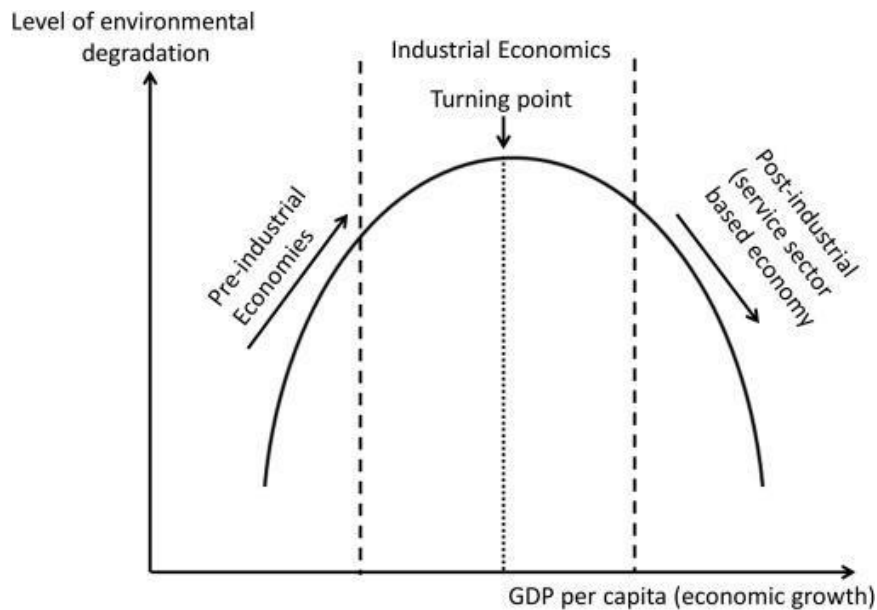 Level of environmental
degradation
Industrial Economics
Turning point
Pre-industrial
Economies
Post-industrial
(service sector
based economy
GDP per capita (economic growth)